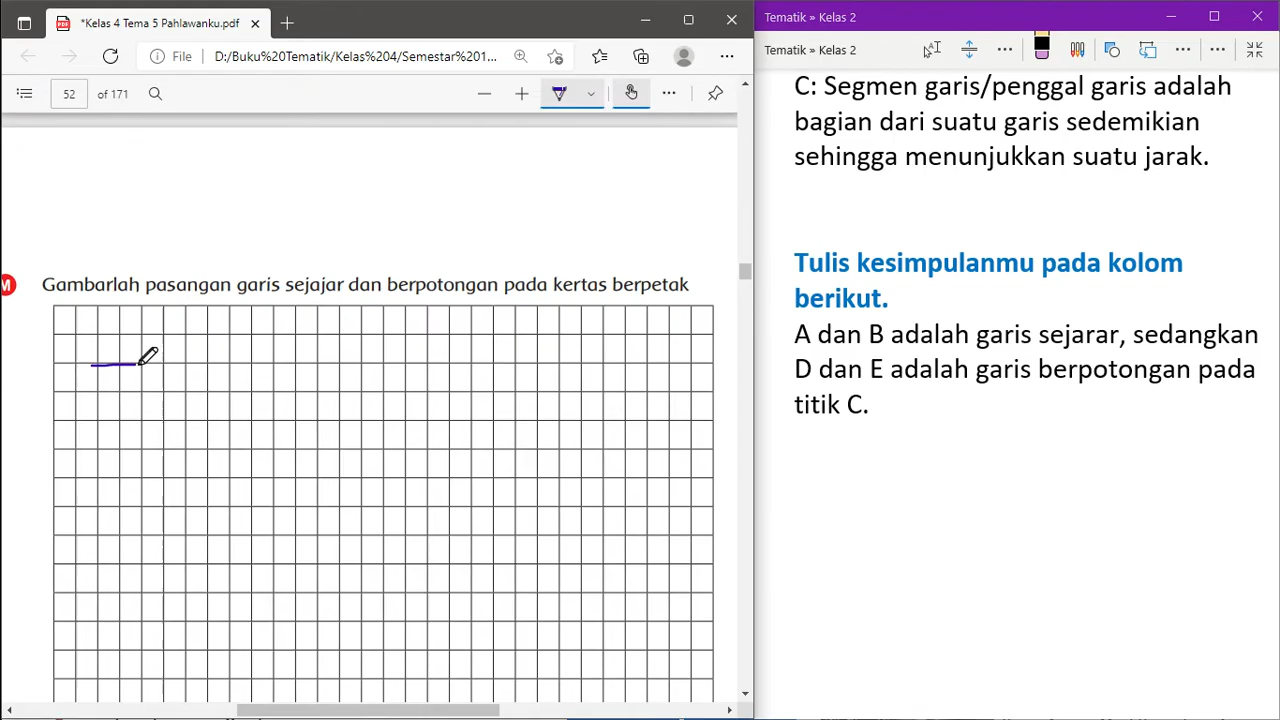 *Kelas 4 Tema 5 Pahlawanku.pdf
File D:/Buku%20Tematik/Kelas%204/Semestar%201...
52 of 171
Gambarlah pasangan garis sejajar dan berpotongan pada kertas berpetak
Tematik » Kelas 2
Tematik » Kelas 2
C: Segmen garis/penggal garis adalah
bagian dari suatu garis sedemikian
sehingga menunjukkan suatu jarak.
Tulis kesimpulanmu pada kolom
berikut.
A dan B adalah garis sejarar, sedangkan
D dan E adalah garis berpotongan pada
titik C.